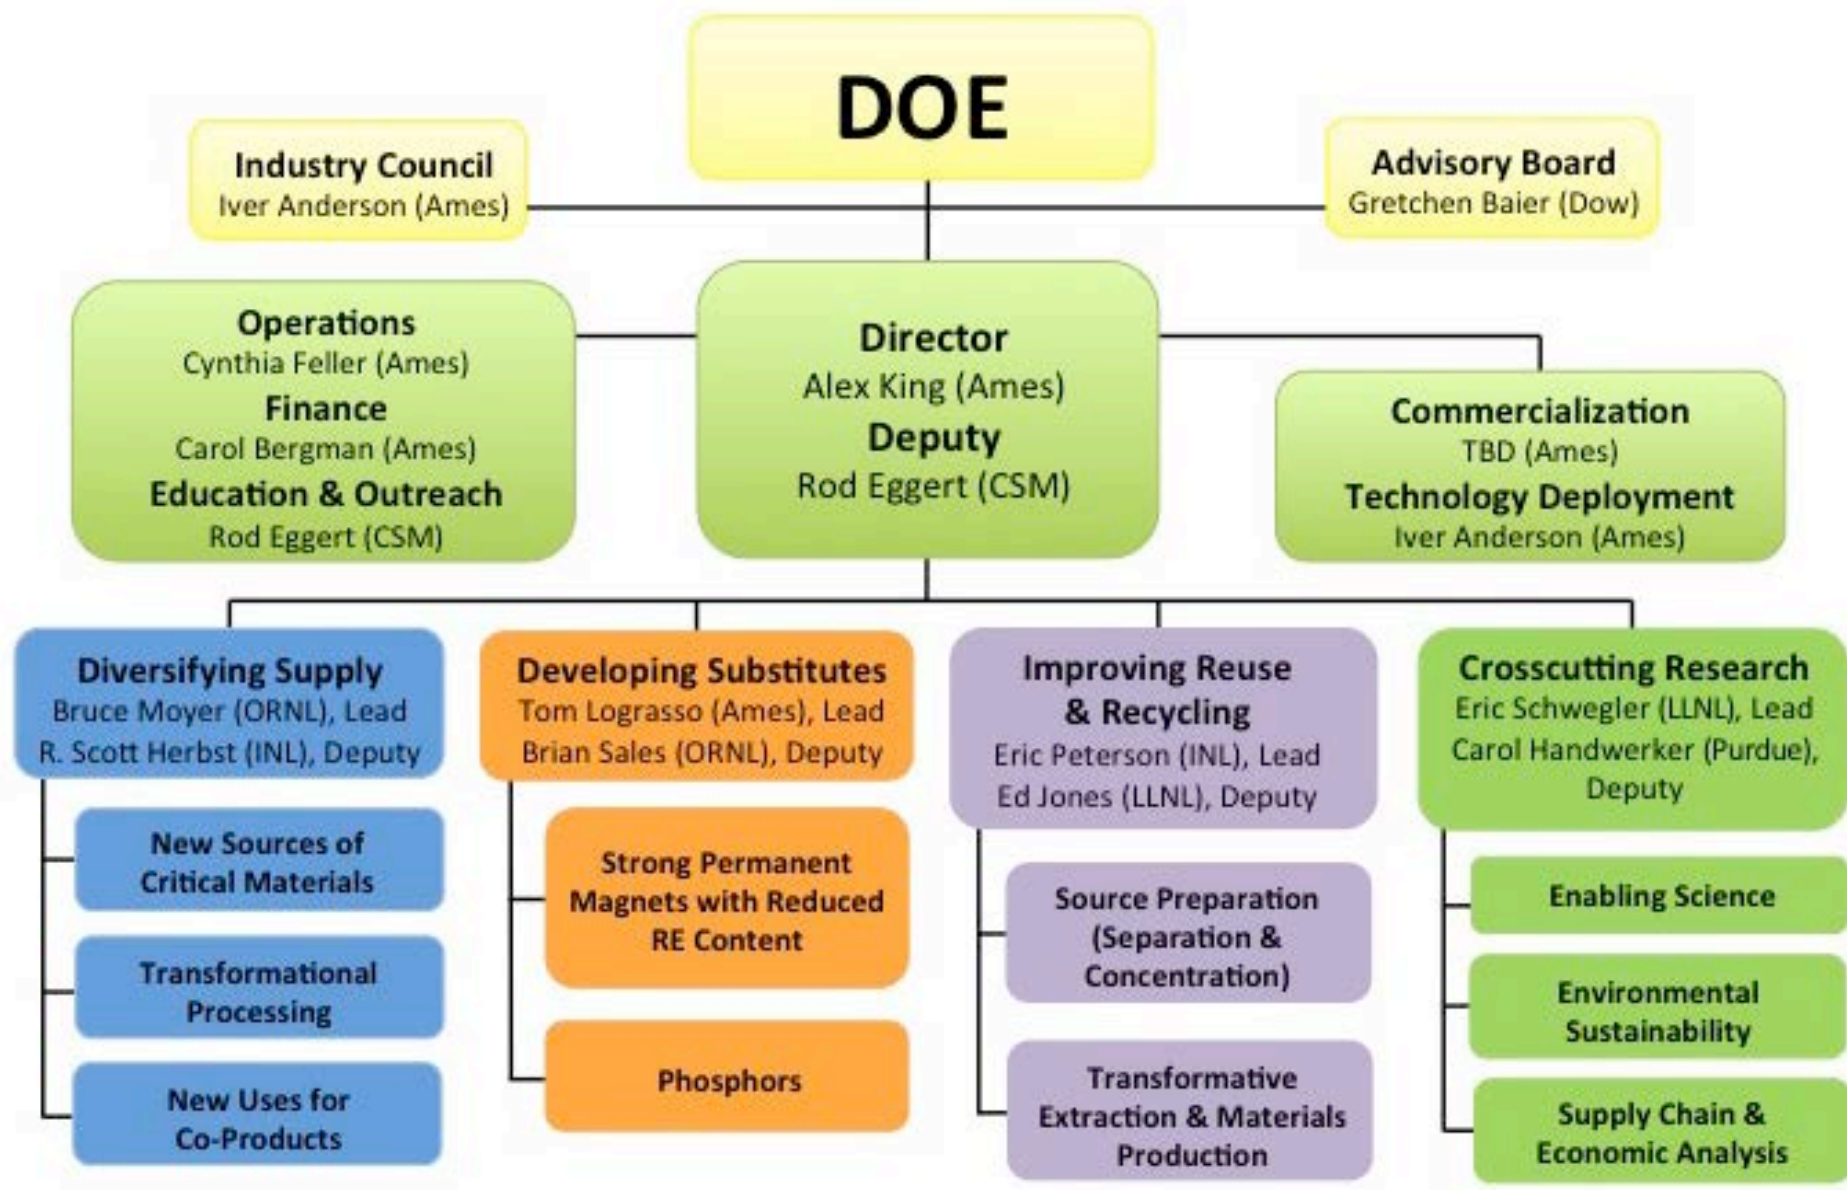 DOE
Industry Council
Iver Anderson (Ames)
Advisory Board
Gretchen Baier (Dow)
Operations
Cynthia Feller (Ames)
Finance
Carol Bergman (Ames)
Education & Outreach
Rod Eggert (CSM)
Director
Alex King (Ames)
Deputy
Rod Eggert (CSM)
Commercialization
TBD (Ames)
Technology Deployment
Iver Anderson (Ames)
Diversifying Supply
Bruce Moyer (ORNL), Lead
R. Scott Herbst (INL), Deputy
New Sources of
Critical Materials
Transformational
Processing
New Uses for
Co-Products
Developing Substitutes
Tom Lograsso (Ames), Lead
Brian Sales (ORNL), Deputy
Strong Permanent
Magnets with Reduced
RE Content
Phosphors
Improving Reuse
& Recycling
Eric Peterson (INL), Lead
Ed Jones (LLNL), Deputy
Source Preparation
(Separation &
Concentration)
Transformative
Extraction & Materials
Production
Crosscutting Research
Eric Schwegler (LLNL), Lead
Carol Handwerker (Purdue),
Deputy
Enabling Science
Environmental
Sustainability
Supply Chain &
Economic Analysis